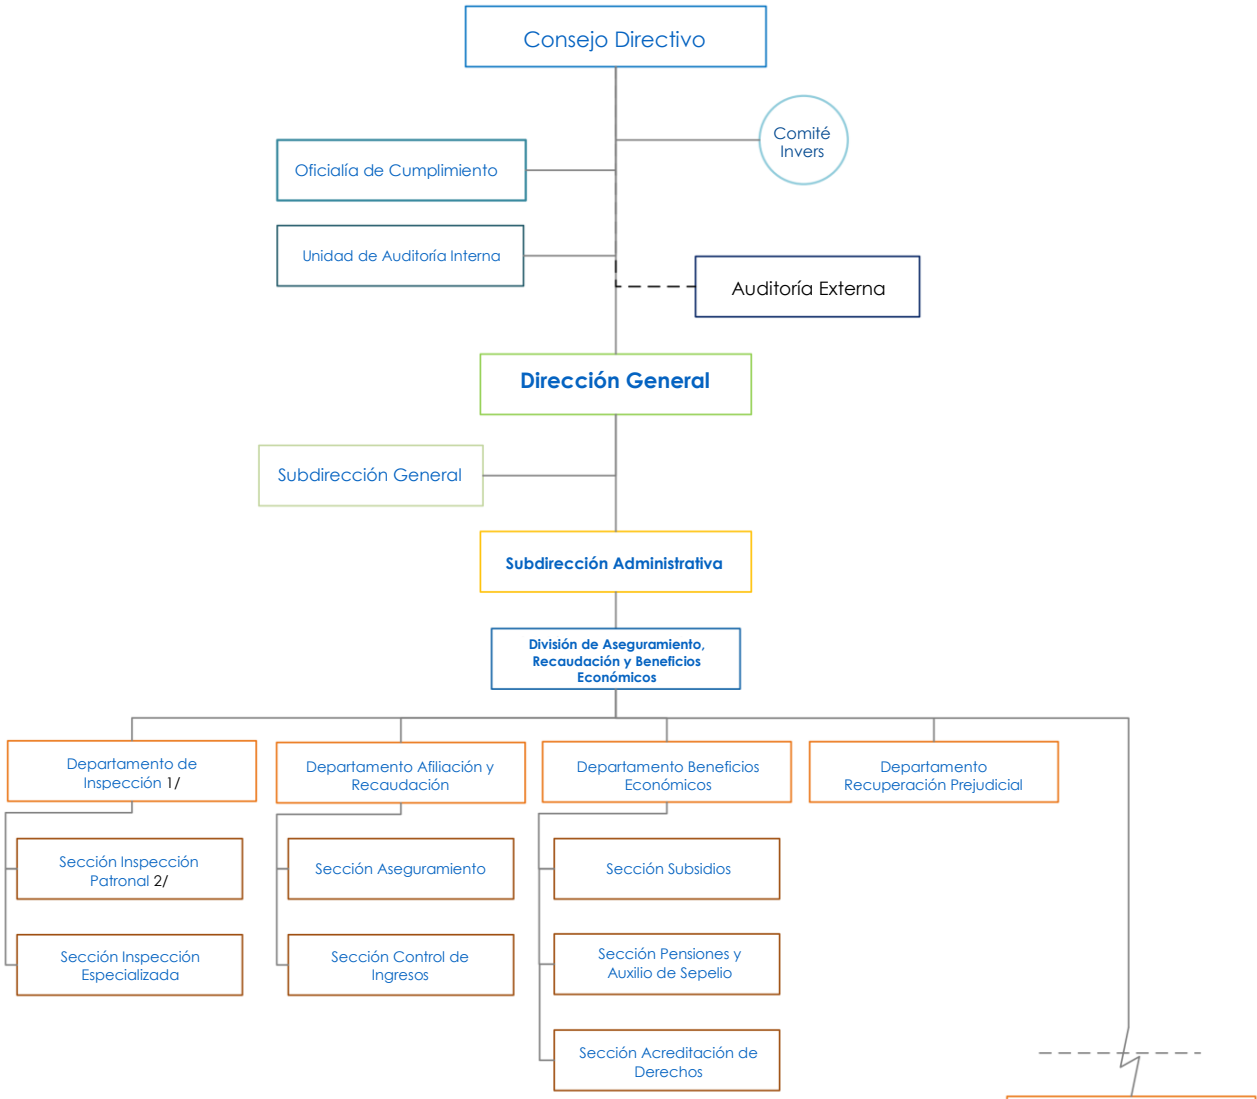 Consejo Directivo
Comité
Invers
Oficialía de Cumplimiento
Unidad de Auditoría Interna
Auditoría Externa
Dirección General
Subdirección General
Subdirección Administrativa
División de Aseguramiento,
Recaudación y Beneficios
Económicos
Departamento de
Inspección 1/
Departamento Afiliación y
Recaudación
Departamento Beneficios
Económicos
Departamento
Recuperación Prejudicial
Sección Inspección
Patronal 2/
Sección Aseguramiento
Sección Subsidios
Sección Inspección
Especializada
Sección Control de
Ingresos
Sección Pensiones y
Auxilio de Sepelio
Sección Acreditación de
Derechos